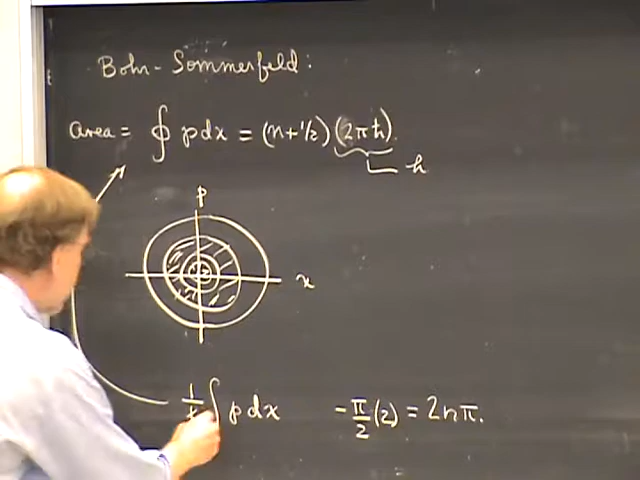 Bohr-Sommerfeld:
area = ∮ p dx = (n+1/2)(2πħ).
h
p
x
1/ħ ∫ p dx   -π/2 (2) = 2nπ.